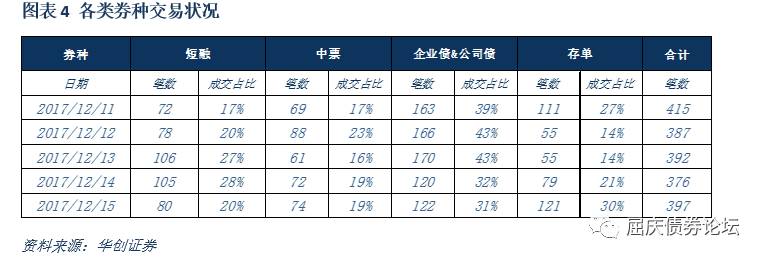 图表 4 各类券种交易状况
券种 短融 中票 企业债&公司债 存单 合计
日期 笔数 成交占比 笔数 成交占比 笔数 成交占比 笔数 成交占比 笔数
2017/12/11 72 17% 69 17% 163 39% 111 27% 415
2017/12/12 78 20% 88 23% 166 43% 55 14% 387
2017/12/13 106 27% 61 16% 170 43% 55 14% 392
2017/12/14 105 28% 72 19% 120 32% 79 21% 376
2017/12/15 80 20% 74 19% 122 31% 121 30% 397
屈庆债券论坛
资料来源：华创证券